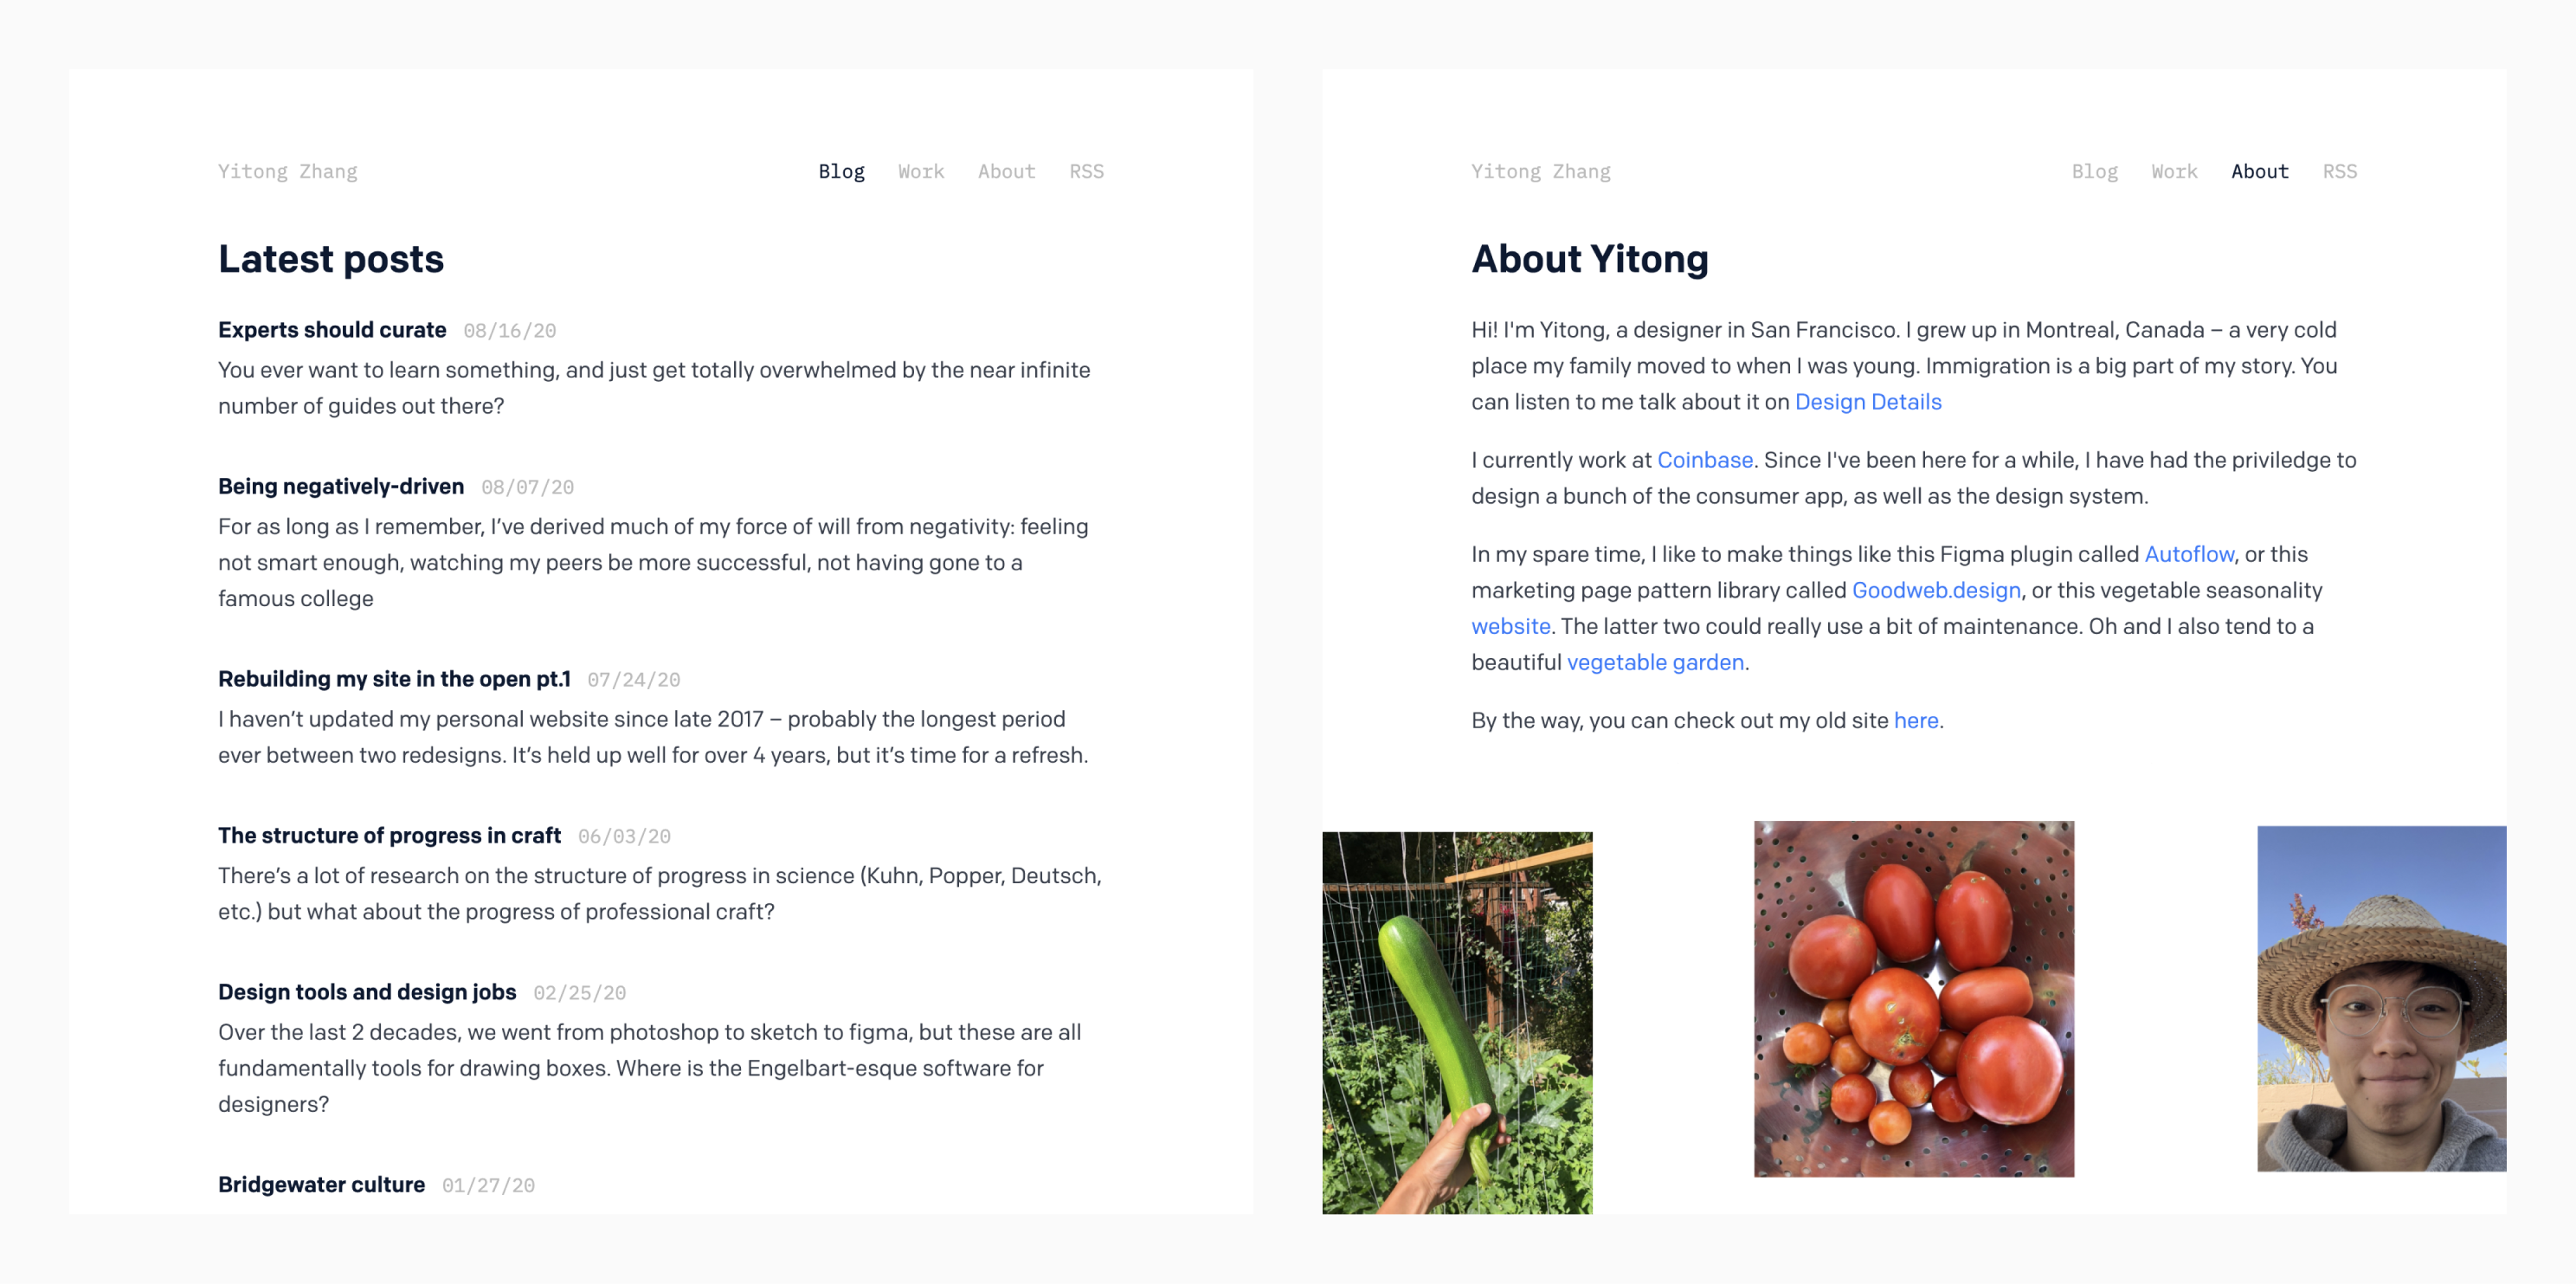 Yitong Zhang
Blog Work About RSS
Latest posts
Experts should curate 08/16/20
You ever want to learn something, and just get totally overwhelmed by the near infinite
number of guides out there?
Being negatively-driven 08/07/20
For as long as I remember, I’ve derived much of my force of will from negativity: feeling
not smart enough, watching my peers be more successful, not having gone to a
famous college
Rebuilding my site in the open pt.1 07/24/20
I haven’t updated my personal website since late 2017 – probably the longest period
ever between two redesigns. It’s held up well for over 4 years, but it’s time for a refresh.
The structure of progress in craft 06/03/20
There’s a lot of research on the structure of progress in science (Kuhn, Popper, Deutsch,
etc.) but what about the progress of professional craft?
Design tools and design jobs 02/25/20
Over the last 2 decades, we went from photoshop to sketch to figma, but these are all
fundamentally tools for drawing boxes. Where is the Engelbart-esque software for
designers?
Bridgewater culture 01/27/20
Yitong Zhang
Blog Work About RSS
About Yitong
Hi! I'm Yitong, a designer in San Francisco. I grew up in Montreal, Canada – a very cold
place my family moved to when I was young. Immigration is a big part of my story. You
can listen to me talk about it on Design Details
I currently work at Coinbase. Since I've been here for a while, I have had the priviledge to
design a bunch of the consumer app, as well as the design system.
In my spare time, I like to make things like this Figma plugin called Autoflow, or this
marketing page pattern library called Goodweb.design, or this vegetable seasonality
website. The latter two could really use a bit of maintenance. Oh and I also tend to a
beautiful vegetable garden.
By the way, you can check out my old site here.